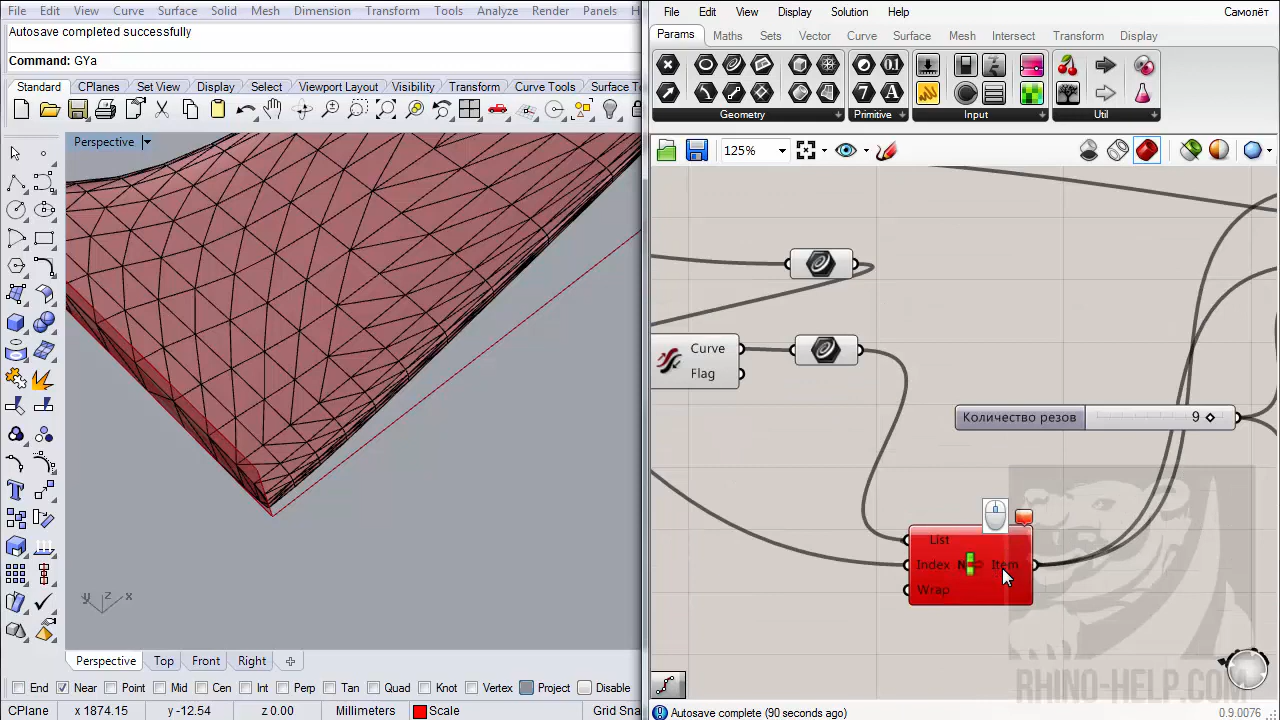 File Edit View Curve Surface Solid Mesh Dimension Transform Tools Analyze Render Panels H
Autosave completed successfully
Command: GYa
Standard CPlanes Set View Display Select Viewport Layout Visibility Transform Curve Tools Surface To
Perspective
Perspective Top Front Right
End Near Point Mid Cen Int Perp Tan Quad Knot Vertex Project Disable
CPlane x 1874.15 y -12.54 z 0.00 Millimeters Scale Grid Snap
File Edit View Display Solution Help Самолёт
Params Maths Sets Vector Curve Surface Mesh Intersect Transform Display
Geometry Primitive Input Util
125%
Curve
Flag
Количество резов 9
List
Index Item
Wrap
RHINO-HELP.COM
Autosave complete (90 seconds ago) 0.9.0076